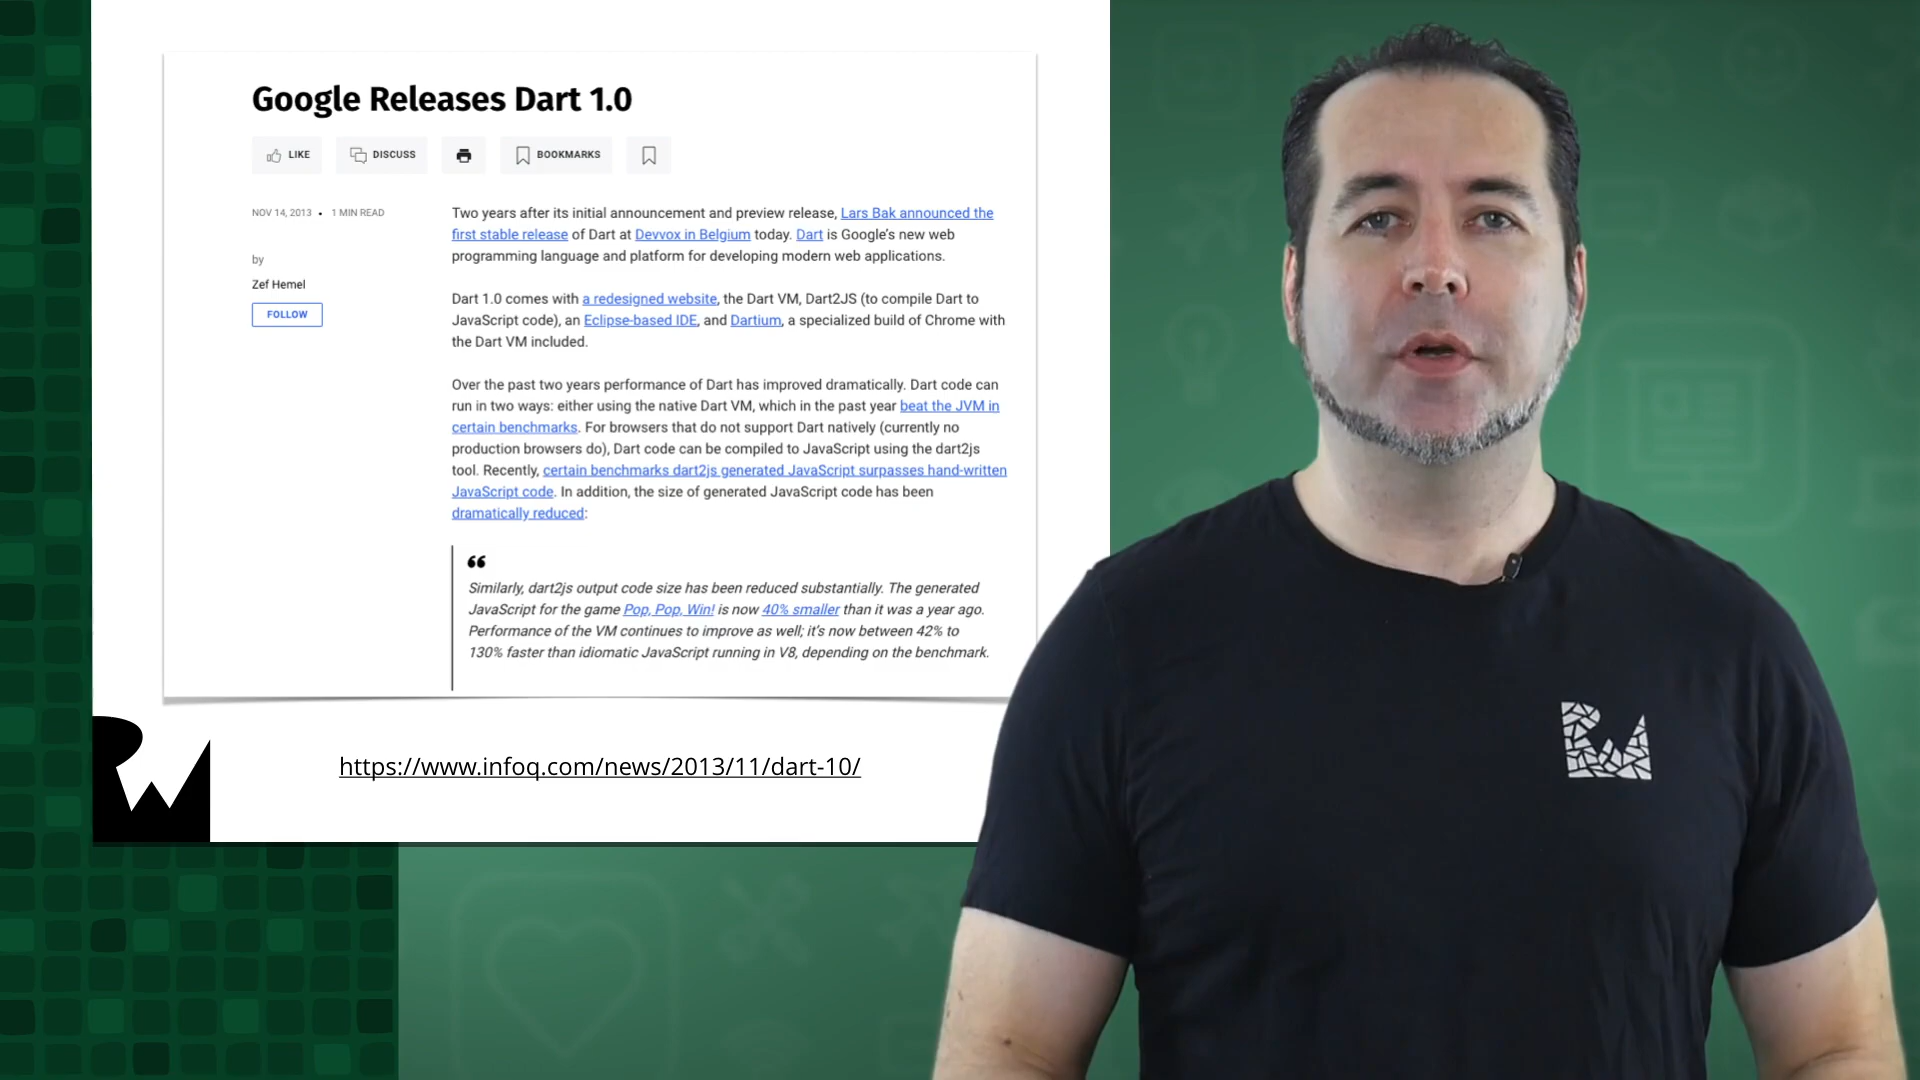 Google Releases Dart 1.0
LIKE
DISCUSS
BOOKMARKS
NOV 14, 2013 • 1 MIN READ
by
Zef Hemel
FOLLOW
Two years after its initial announcement and preview release, Lars Bak announced the
first stable release of Dart at Devvox in Belgium today. Dart is Google’s new web
programming language and platform for developing modern web applications.
Dart 1.0 comes with a redesigned website, the Dart VM, Dart2JS (to compile Dart to
JavaScript code), an Eclipse-based IDE, and Dartium, a specialized build of Chrome with
the Dart VM included.
Over the past two years performance of Dart has improved dramatically. Dart code can
run in two ways: either using the native Dart VM, which in the past year beat the JVM in
certain benchmarks. For browsers that do not support Dart natively (currently no
production browsers do), Dart code can be compiled to JavaScript using the dart2js
tool. Recently, certain benchmarks dart2js generated JavaScript surpasses hand-written
JavaScript code. In addition, the size of generated JavaScript code has been
dramatically reduced:
“
Similarly, dart2js output code size has been reduced substantially. The generated
JavaScript for the game Pop, Pop, Win! is now 40% smaller than it was a year ago.
Performance of the VM continues to improve as well; it’s now between 42% to
130% faster than idiomatic JavaScript running in V8, depending on the benchmark.
https://www.infoq.com/news/2013/11/dart-10/
RW
RW